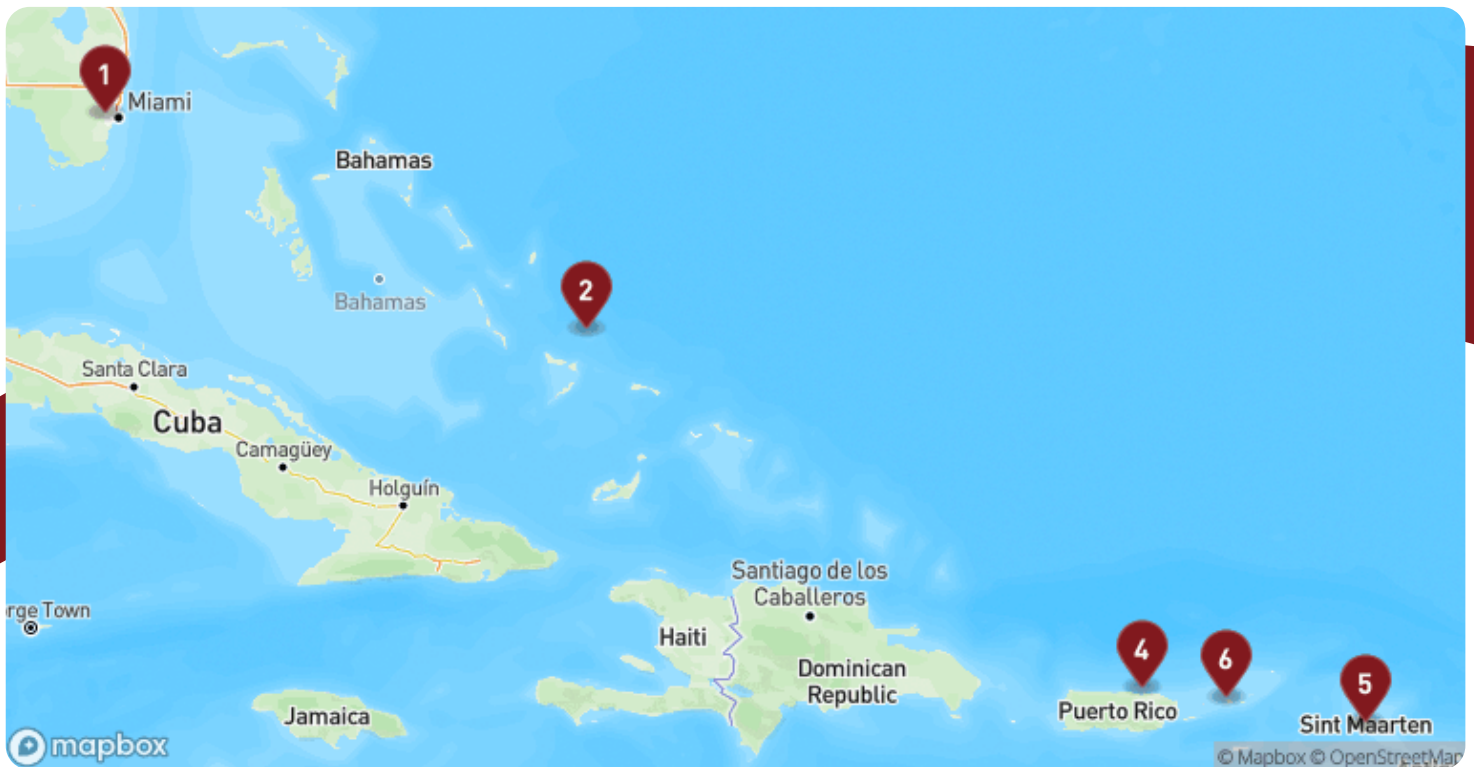 1
Miami
Bahamas
2
Bahamas
Santa Clara
Cuba
Camagüey
Holguín
Santiago de los
Caballeros
rge Town
Haiti
4
6
Dominican
Republic
5
Puerto Rico
Jamaica
Sint Maarten
mapbox
© Mapbox © OpenStreetMap